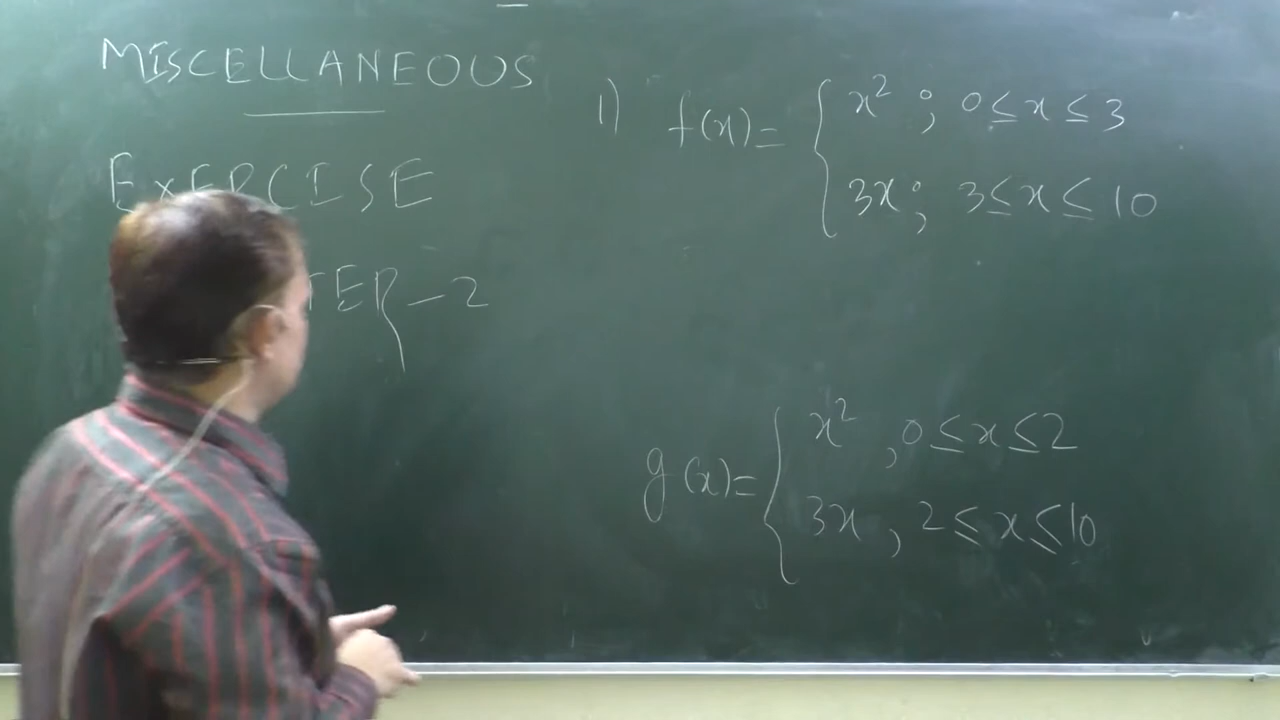 MISCELLANEOUS
EXERCISE
TER - 2
1) f(x) = { x² ; 0 ≤ x ≤ 3
3x ; 3 ≤ x ≤ 10
g(x) = { x² , 0 ≤ x ≤ 2
3x , 2 ≤ x ≤ 10